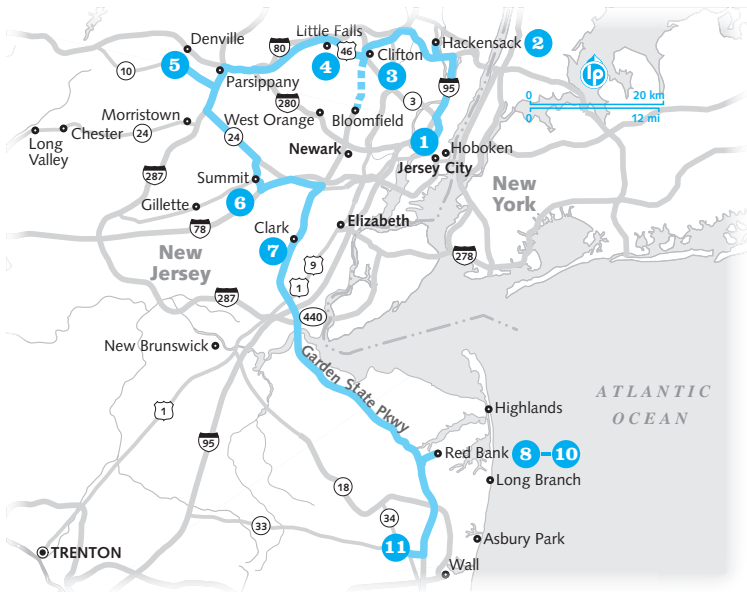 Little Falls
Denville
80
46
Hackensack
2
5
4
Clifton
10
Parsippany
3
95
lp
0
20 km
0
12 mi
280
3
Morristown
West Orange
Bloomfield
Chester
24
24
1
Long
Valley
Newark
Hoboken
Jersey City
287
Summit
New
York
Gillette
6
78
Clark
Elizabeth
7
New
Jersey
9
278
1
287
440
New Brunswick
Garden State Pkwy
ATLANTIC
OCEAN
1
Highlands
95
Red Bank
8-10
Long Branch
18
34
33
11
Asbury Park
TRENTON
Wall